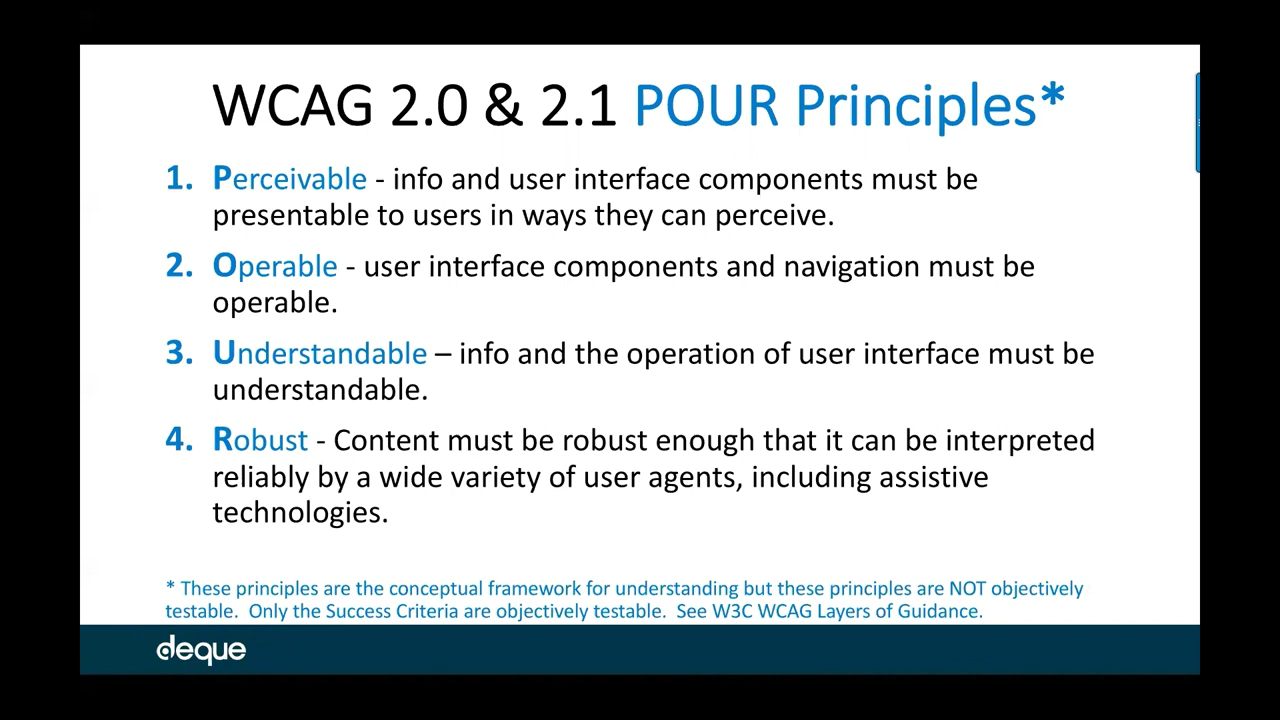 WCAG 2.0 & 2.1 POUR Principles*
1. Perceivable - info and user interface components must be
presentable to users in ways they can perceive.
2. Operable - user interface components and navigation must be
operable.
3. Understandable – info and the operation of user interface must be
understandable.
4. Robust - Content must be robust enough that it can be interpreted
reliably by a wide variety of user agents, including assistive
technologies.
* These principles are the conceptual framework for understanding but these principles are NOT objectively
testable. Only the Success Criteria are objectively testable. See W3C WCAG Layers of Guidance.
deque